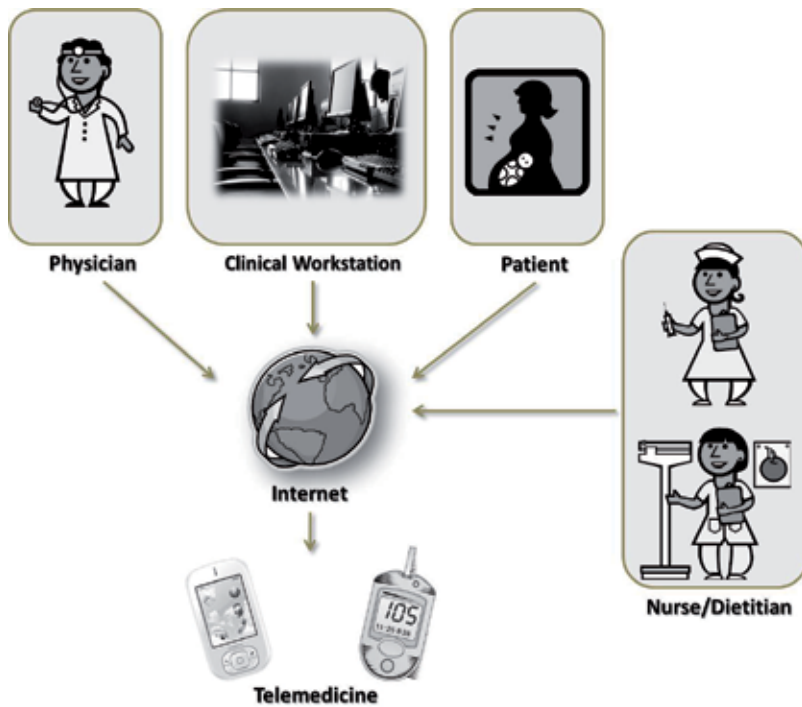 Physician
Clinical Workstation
Patient
Internet
Nurse/Dietitian
105
Telemedicine